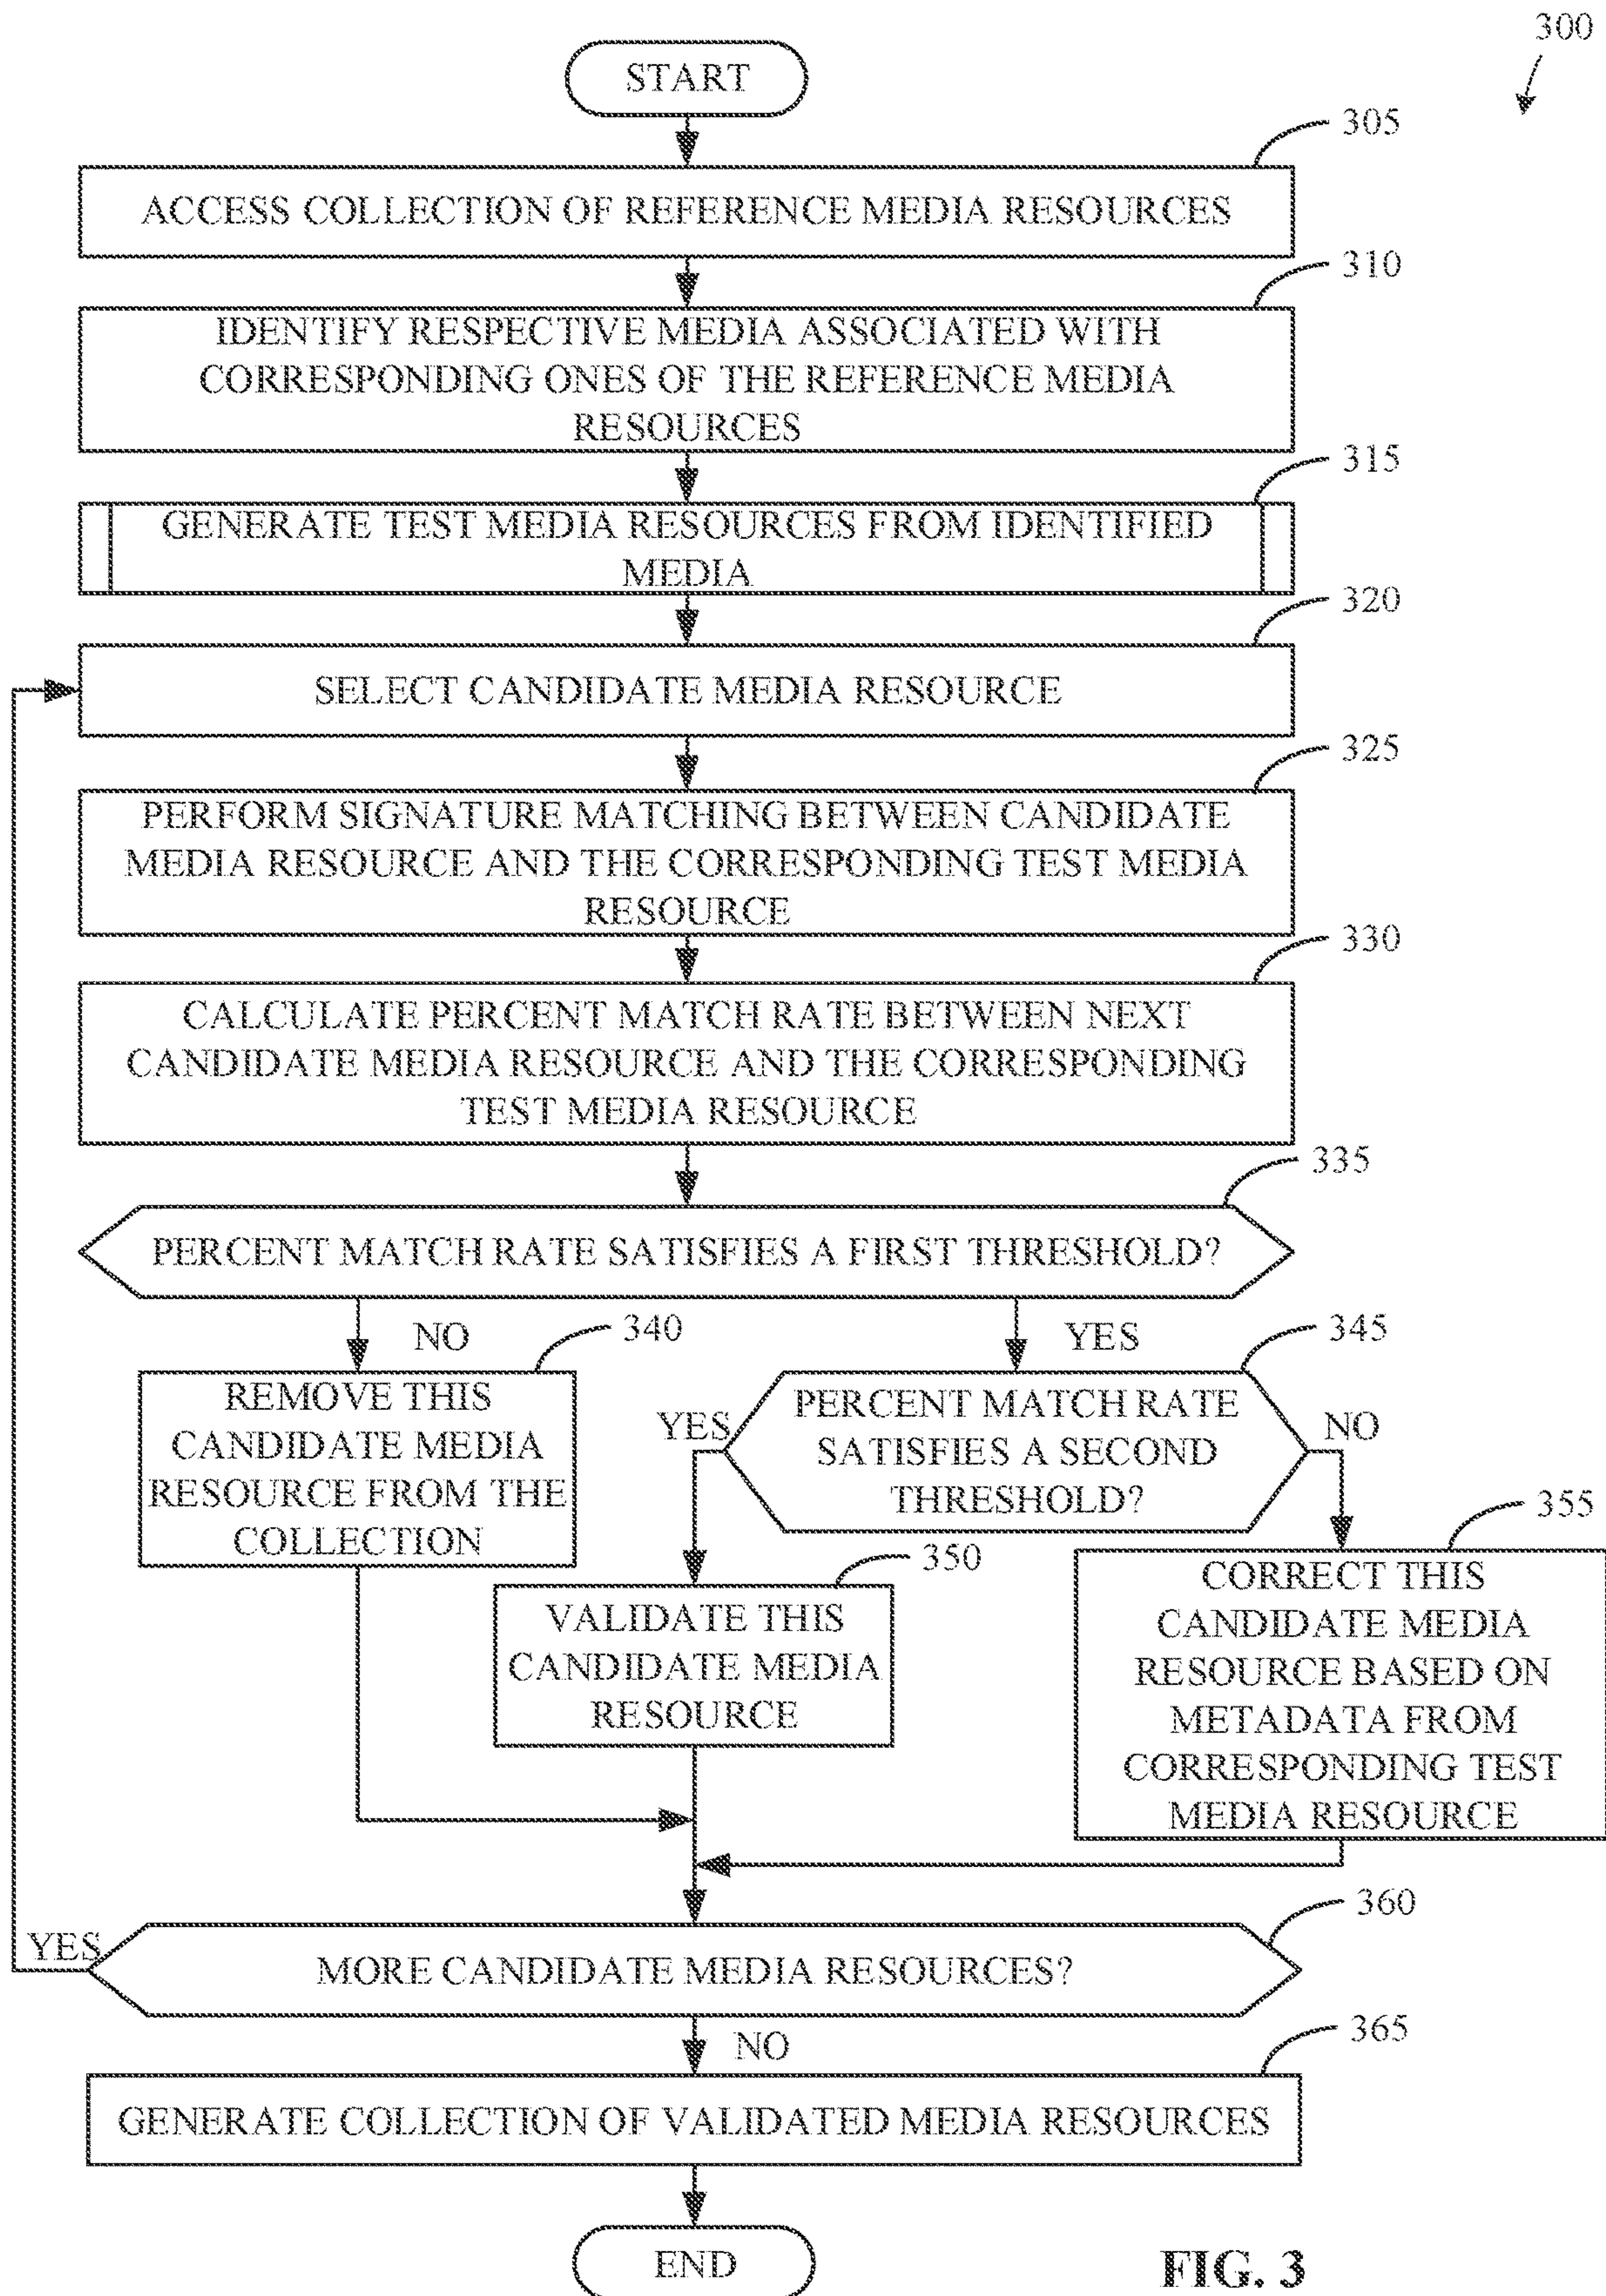 300
START
305
ACCESS COLLECTION OF REFERENCE MEDIA RESOURCES
310
IDENTIFY RESPECTIVE MEDIA ASSOCIATED WITH
CORRESPONDING ONES OF THE REFERENCE MEDIA
RESOURCES
315
GENERATE TEST MEDIA RESOURCES FROM IDENTIFIED
MEDIA
320
SELECT CANDIDATE MEDIA RESOURCE
325
PERFORM SIGNATURE MATCHING BETWEEN CANDIDATE
MEDIA RESOURCE AND THE CORRESPONDING TEST MEDIA
RESOURCE
330
CALCULATE PERCENT MATCH RATE BETWEEN NEXT
CANDIDATE MEDIA RESOURCE AND THE CORRESPONDING
TEST MEDIA RESOURCE
335
PERCENT MATCH RATE SATISFIES A FIRST THRESHOLD?
NO
340
YES
345
REMOVE THIS
CANDIDATE MEDIA
RESOURCE FROM THE
COLLECTION
YES
PERCENT MATCH RATE
SATISFIES A SECOND
THRESHOLD?
NO
350
VALIDATE THIS
CANDIDATE MEDIA
RESOURCE
355
CORRECT THIS
CANDIDATE MEDIA
RESOURCE BASED ON
METADATA FROM
CORRESPONDING TEST
MEDIA RESOURCE
360
YES
MORE CANDIDATE MEDIA RESOURCES?
NO
365
GENERATE COLLECTION OF VALIDATED MEDIA RESOURCES
END
FIG. 3